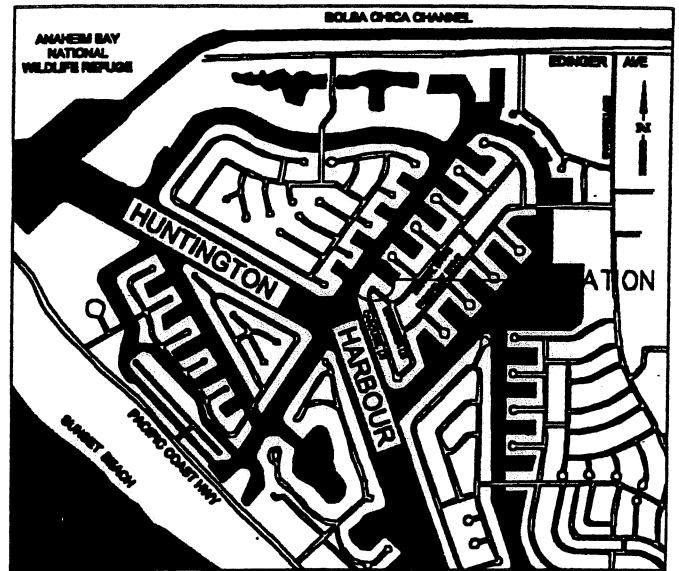 BOLSA CHICA CHANNEL
ANAHEIM BAY
NATIONAL
WILDLIFE REFUGE
EDINGER AVE
N
HUNTINGTON
ATION
HARBOUR
PACIFIC COAST HWY
SUNSET BEACH